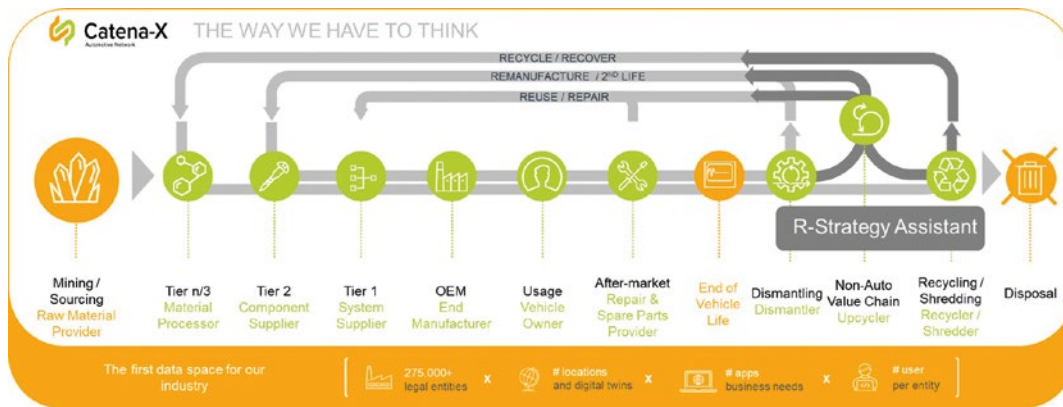 Catena-X
Automotive Network
THE WAY WE HAVE TO THINK
RECYCLE / RECOVER
REMANUFACTURE / 2ND LIFE
REUSE / REPAIR
R-Strategy Assistant
Mining /
Sourcing
Raw Material
Provider
Tier n/3
Material
Processor
Tier 2
Component
Supplier
Tier 1
System
Supplier
OEM
End
Manufacturer
Usage
Vehicle
Owner
After-market
Repair &
Spare Parts
Provider
End of
Vehicle
Life
Dismantling
Dismantler
Non-Auto
Value Chain
Upcycler
Recycling /
Shredding
Recycler /
Shredder
Disposal
The first data space for our
industry
275.000+
legal entities
x
# locations
and digital twins
x
# apps
business needs
x
# user
per entity